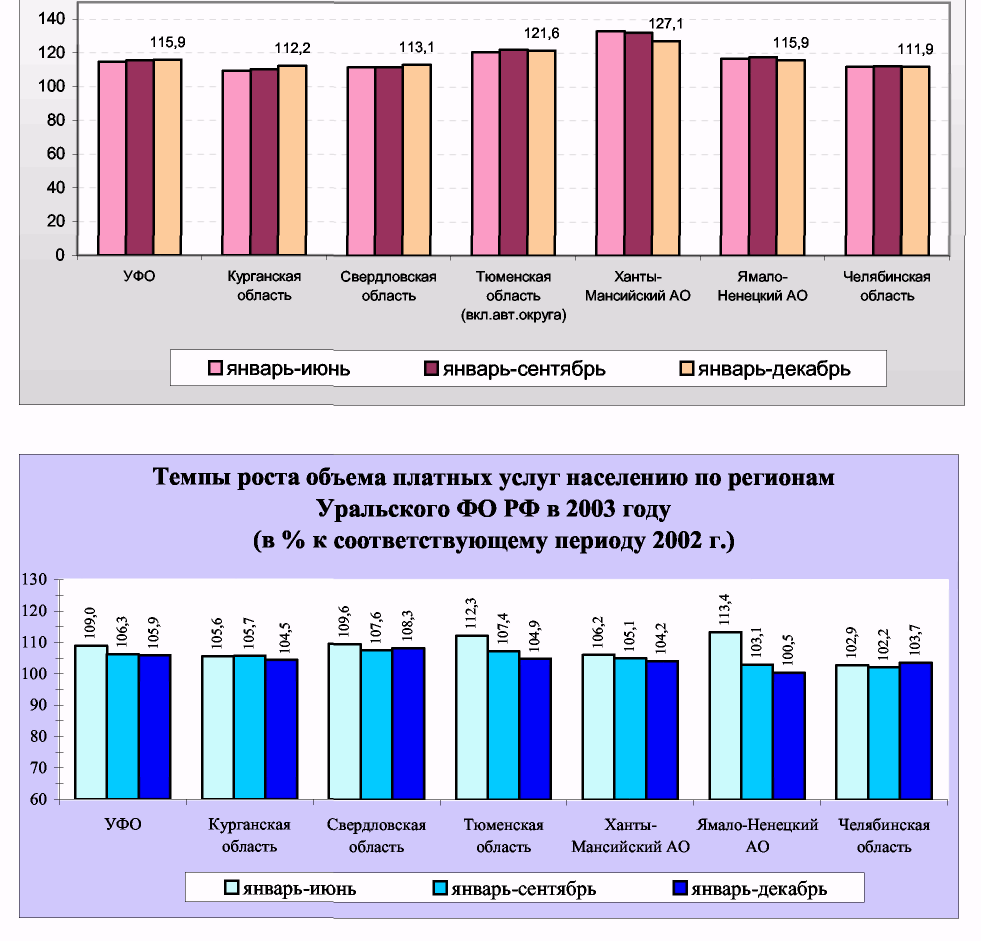 140
120
100
80
60
40
20
0
115,9
112,2
113,1
121,6
127,1
115,9
111,9
УФО
Курганская
область
Свердловская
область
Тюменская
область
(вкл.авт.округа)
Ханты-
Мансийский АО
Ямало-
Ненецкий АО
Челябинская
область
январь-июнь
январь-сентябрь
январь-декабрь
Темпы роста объема платных услуг населению по регионам
Уральского ФО РФ в 2003 году
(в % к соответствующему периоду 2002 г.)
130
120
110
100
90
80
70
60
109,0
106,3
105,9
105,6
105,7
104,5
109,6
107,6
108,3
112,3
107,4
104,9
106,2
105,1
104,2
113,4
103,1
100,5
102,9
102,2
103,7
УФО
Курганская
область
Свердловская
область
Тюменская
область
Ханты-
Мансийский АО
Ямало-Ненецкий
АО
Челябинская
область
январь-июнь
январь-сентябрь
январь-декабрь